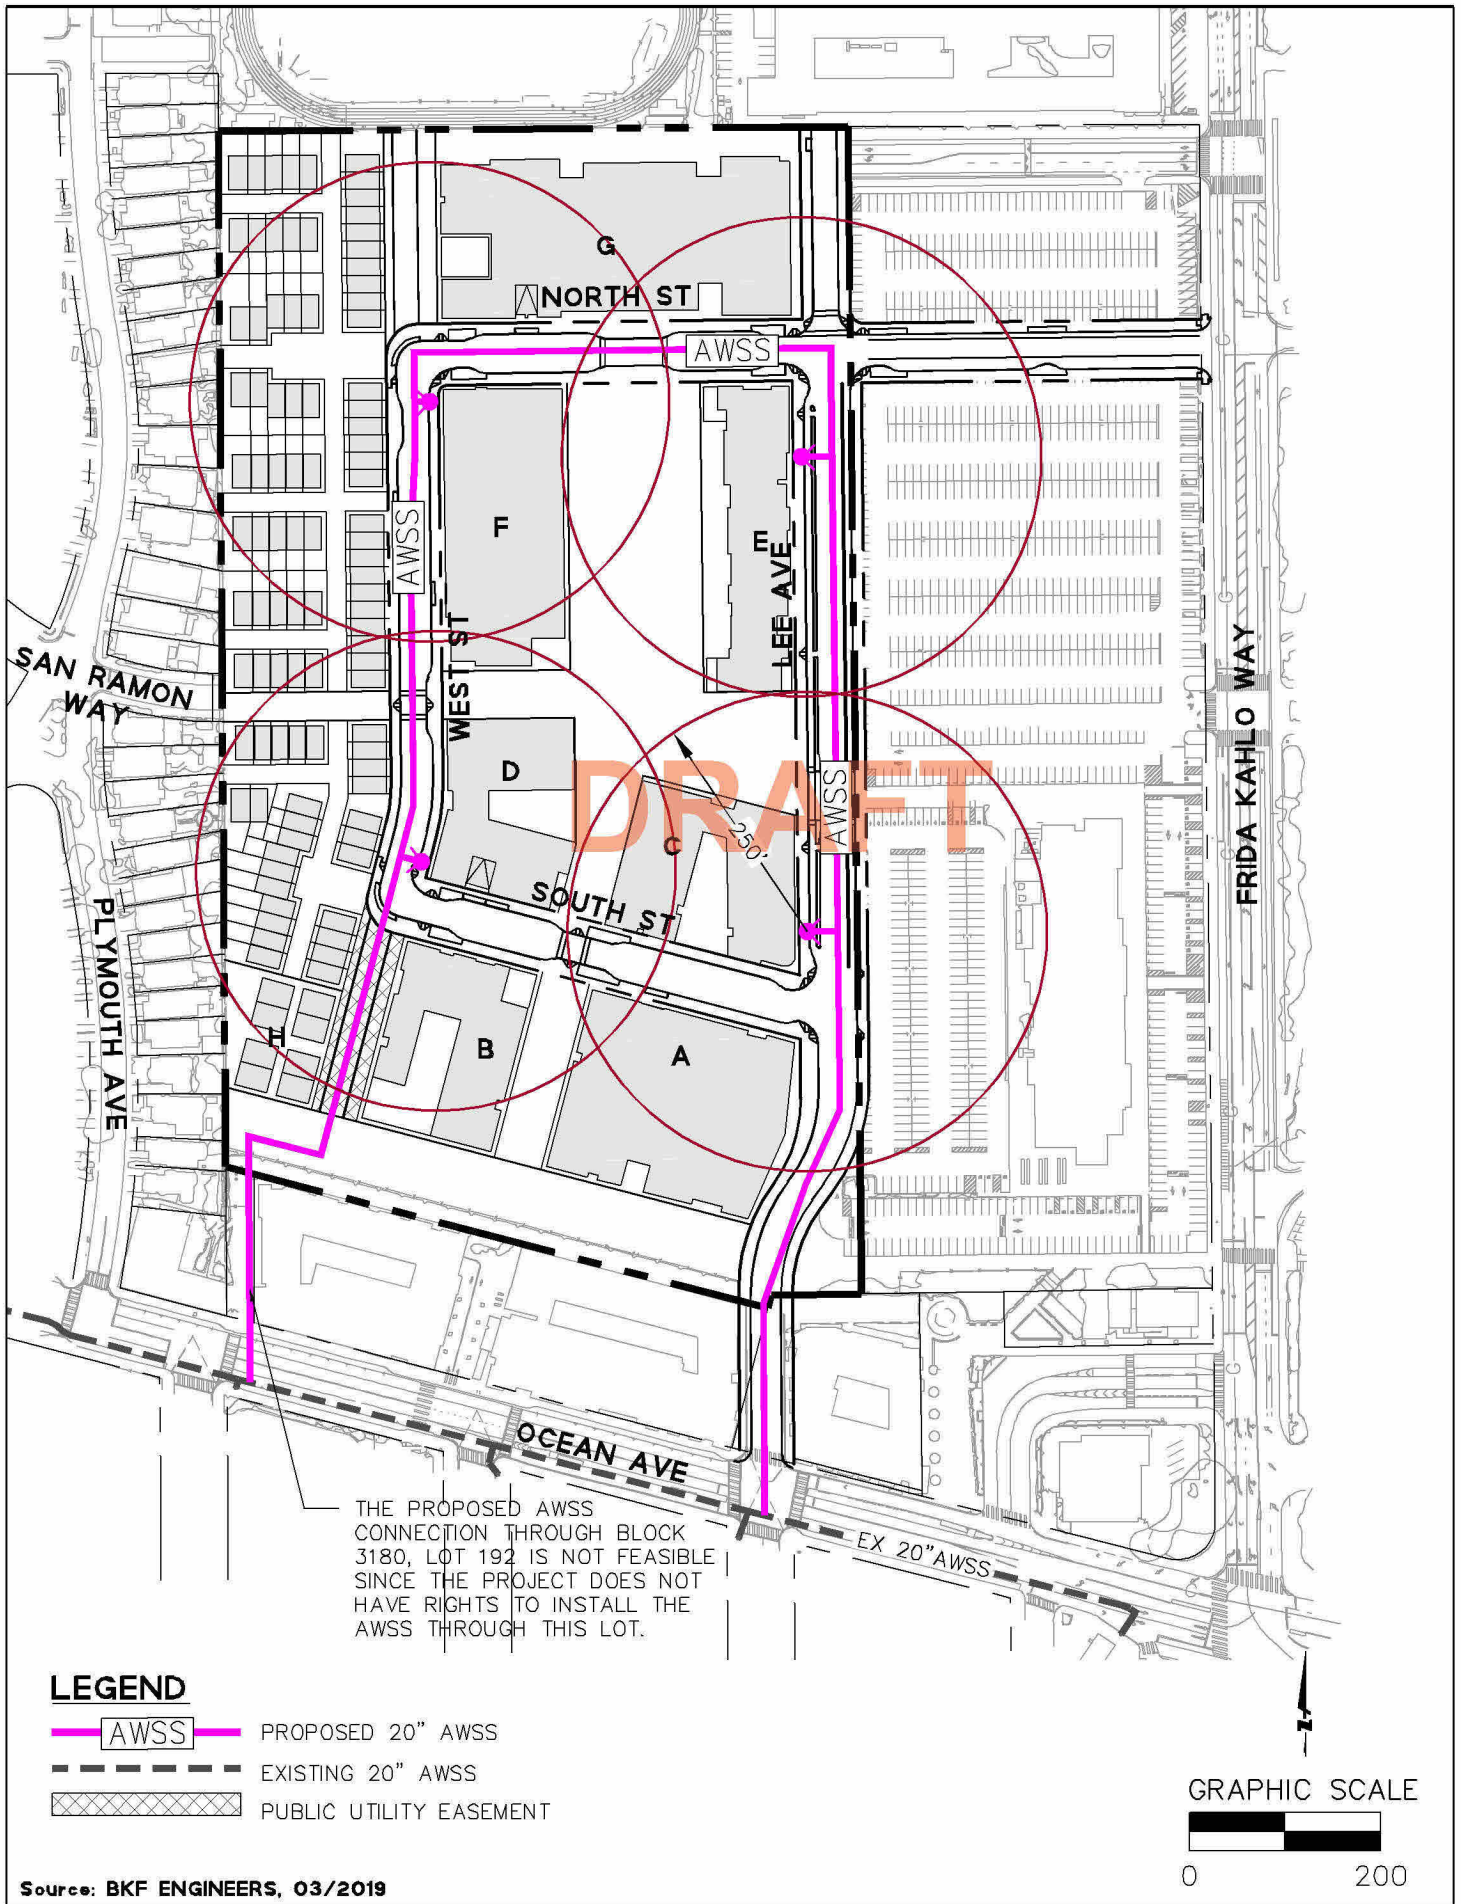 G
NORTH ST
AWSS
F
E
AWSS
LEE AVE
WEST ST
SAN RAMON
WAY
FRIDA KAHLO WAY
D
DRAFT
AWSS
C
250'
SOUTH ST
PLYMOUTH AVE
H
B
A
OCEAN AVE
THE PROPOSED AWSS
CONNECTION THROUGH BLOCK
3180, LOT 192 IS NOT FEASIBLE
SINCE THE PROJECT DOES NOT
HAVE RIGHTS TO INSTALL THE
AWSS THROUGH THIS LOT.
EX 20"AWSS
LEGEND
AWSS PROPOSED 20" AWSS
EXISTING 20" AWSS
PUBLIC UTILITY EASEMENT
Z
GRAPHIC SCALE
0 200
Source: BKF ENGINEERS, 03/2019